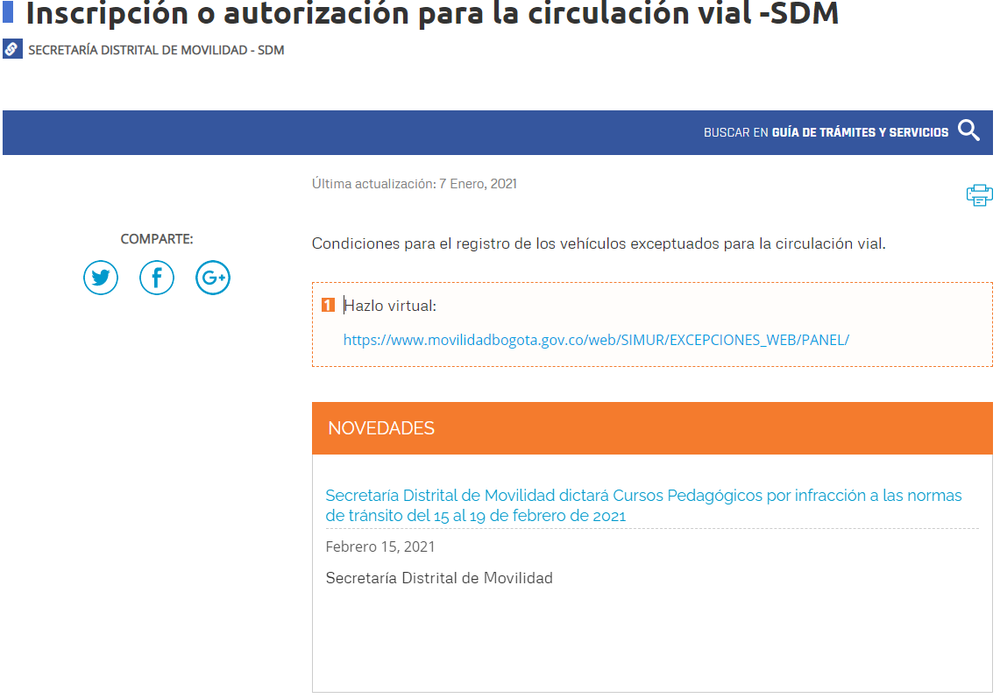 Inscripción o autorización para la circulación vial -SDM
SECRETARÍA DISTRITAL DE MOVILIDAD - SDM
BUSCAR EN GUÍA DE TRÁMITES Y SERVICIOS
Última actualización: 7 Enero, 2021
COMPARTE:
G+
Condiciones para el registro de los vehículos exceptuados para la circulación vial.
1 Hazlo virtual:
https://www.movilidadbogota.gov.co/web/SIMUR/EXCEPCIONES_WEB/PANEL/
NOVEDADES
Secretaría Distrital de Movilidad dictará Cursos Pedagógicos por infracción a las normas
de tránsito del 15 al 19 de febrero de 2021
Febrero 15, 2021
Secretaría Distrital de Movilidad